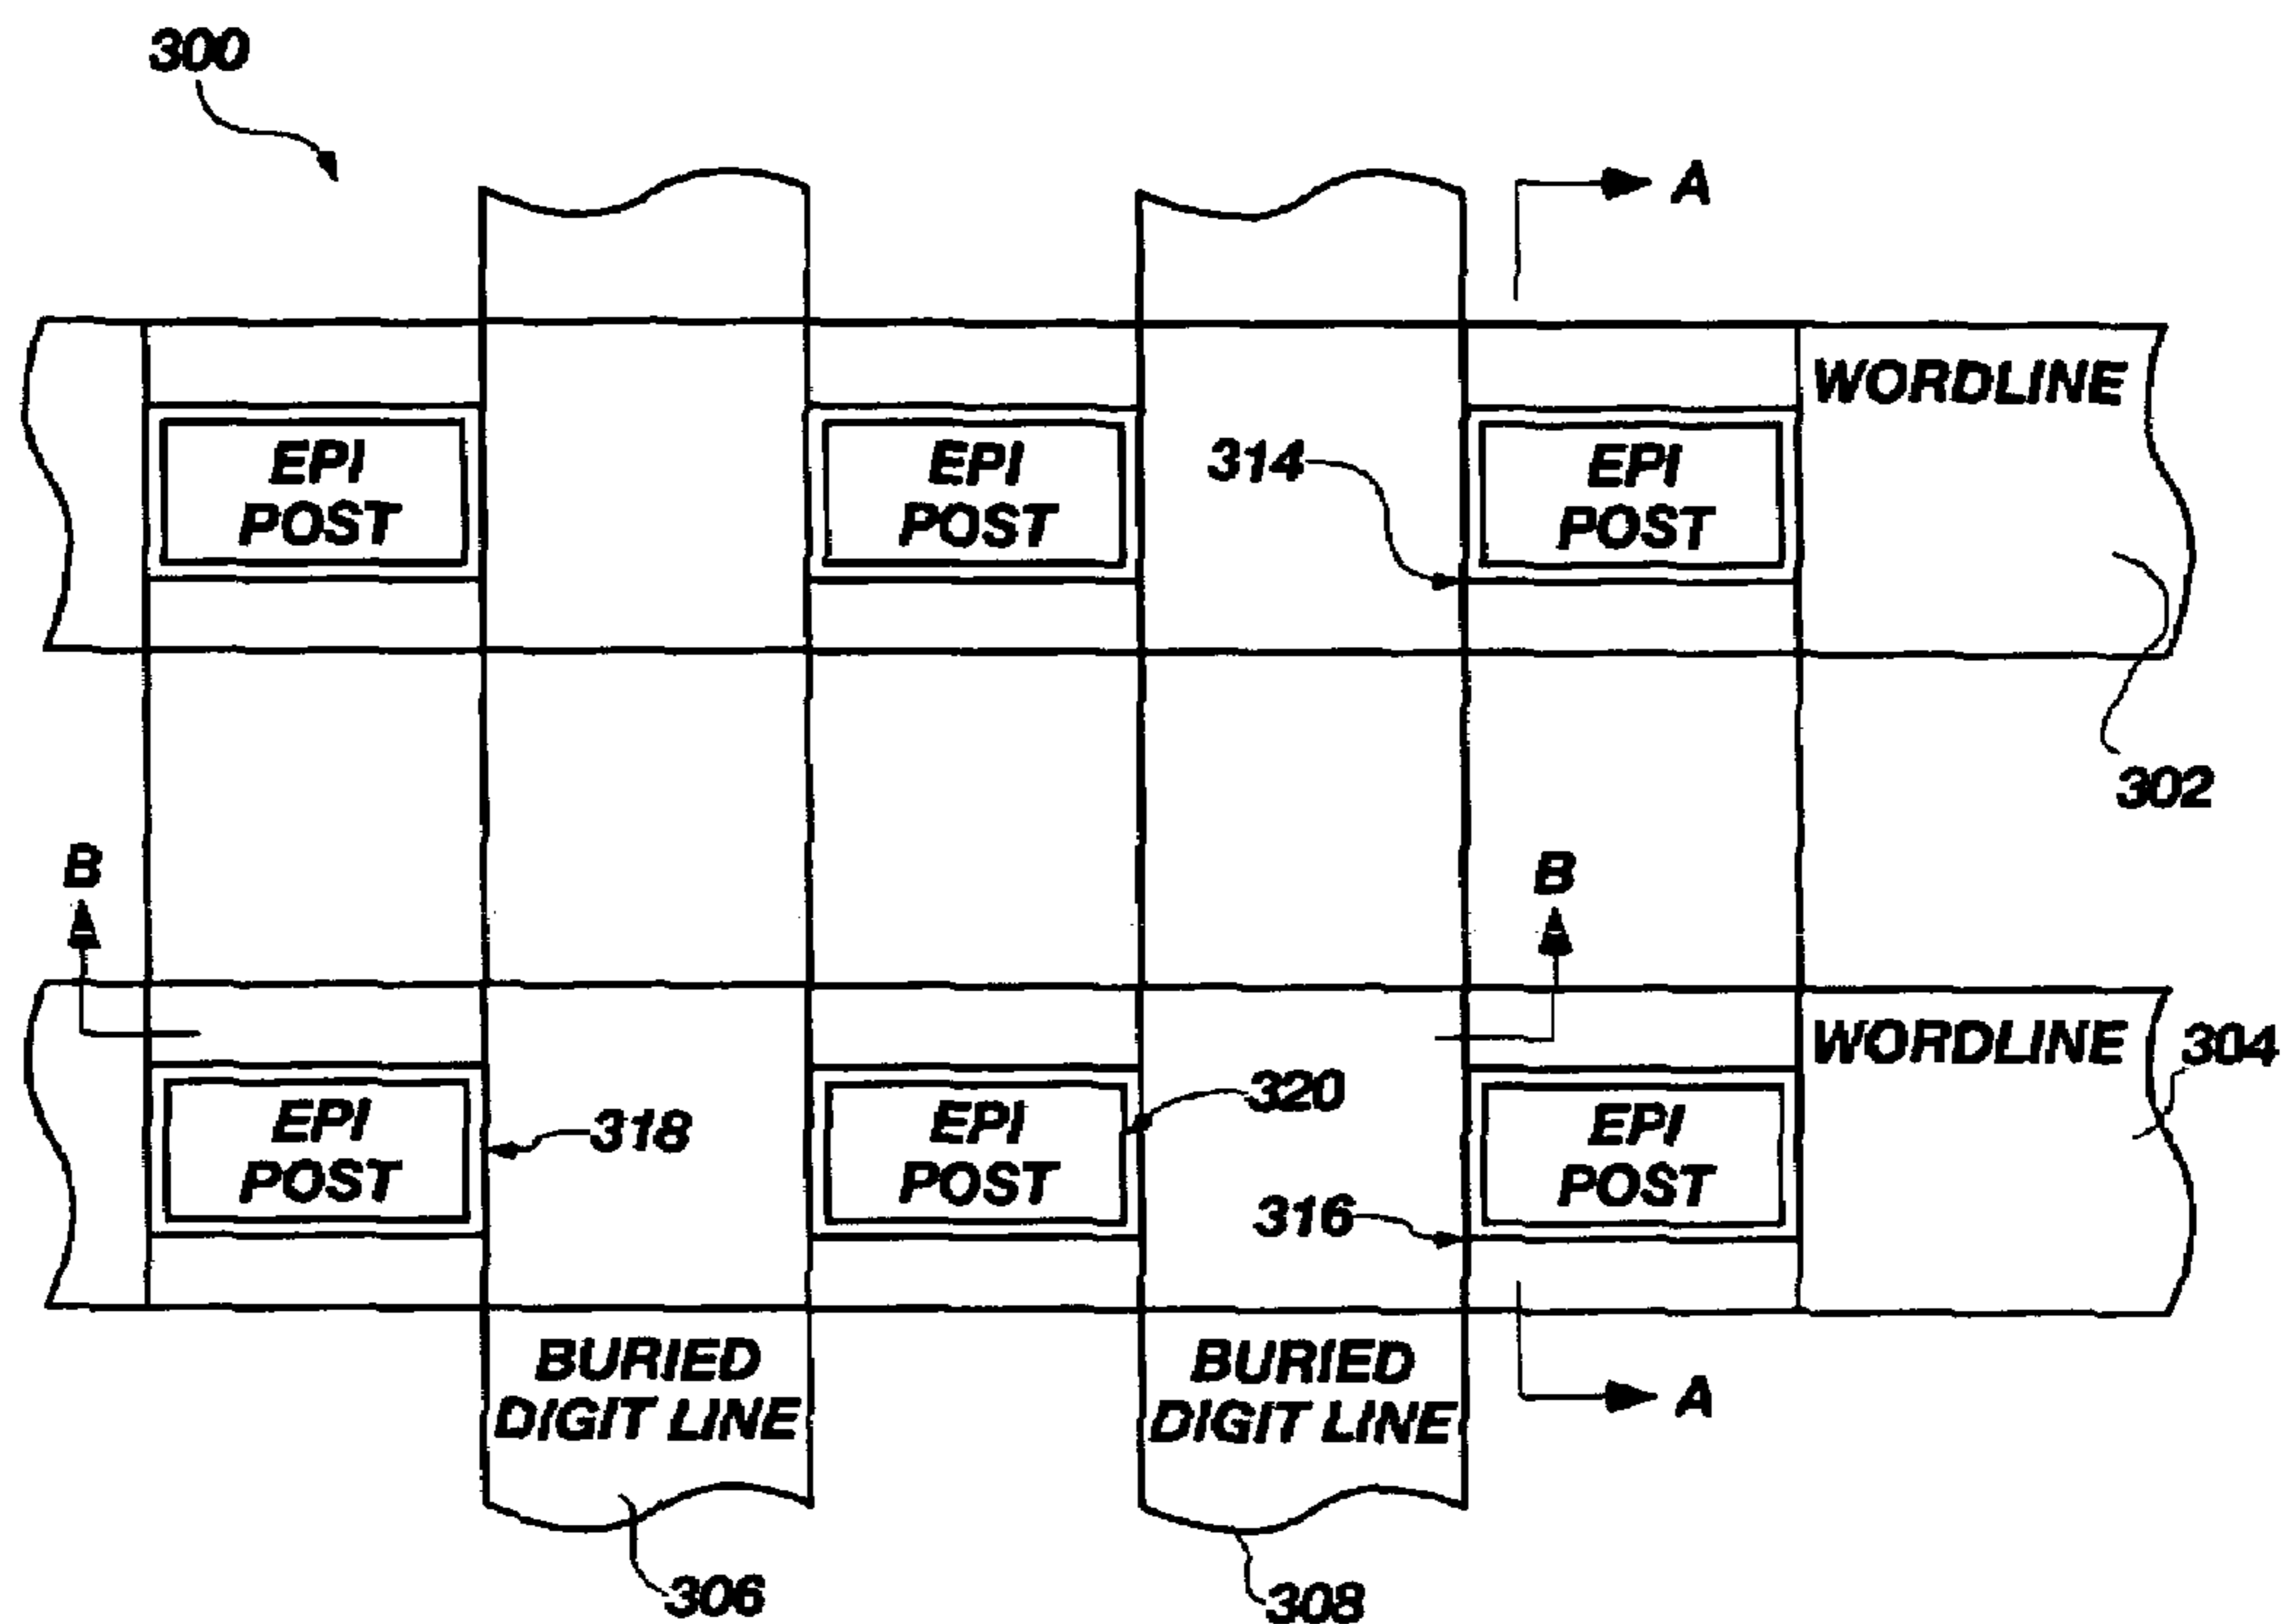 300
A
WORDLINE
EPI
POST
EPI
POST
314
EPI
POST
302
B
B
WORDLINE
304
EPI
POST
318
EPI
POST
320
316
EPI
POST
BURIED
DIGIT LINE
BURIED
DIGIT LINE
A
306
308